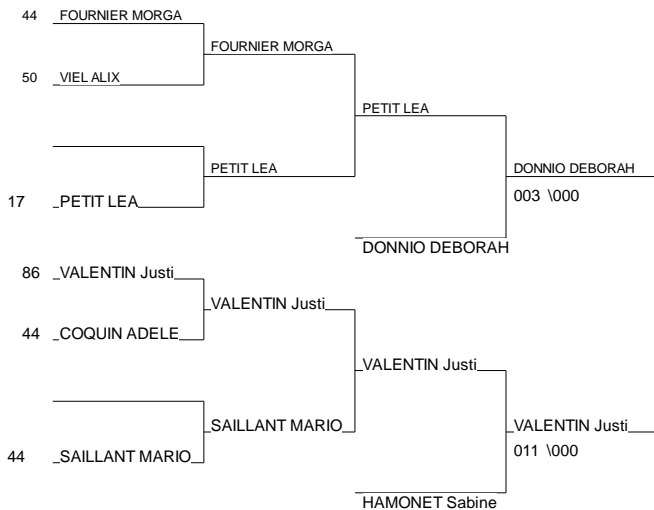 44 FOURNIER MORGA
FOURNIER MORGA
50 VIEL ALIX
PETIT LEA
PETIT LEA
DONNIO DEBORAH
003 \000
17 PETIT LEA
DONNIO DEBORAH
86 VALENTIN Justi
VALENTIN Justi
44 COQUIN ADELE
VALENTIN Justi
SAILLANT MARIO
VALENTIN Justi
011 \000
44 SAILLANT MARIO
HAMONET Sabine